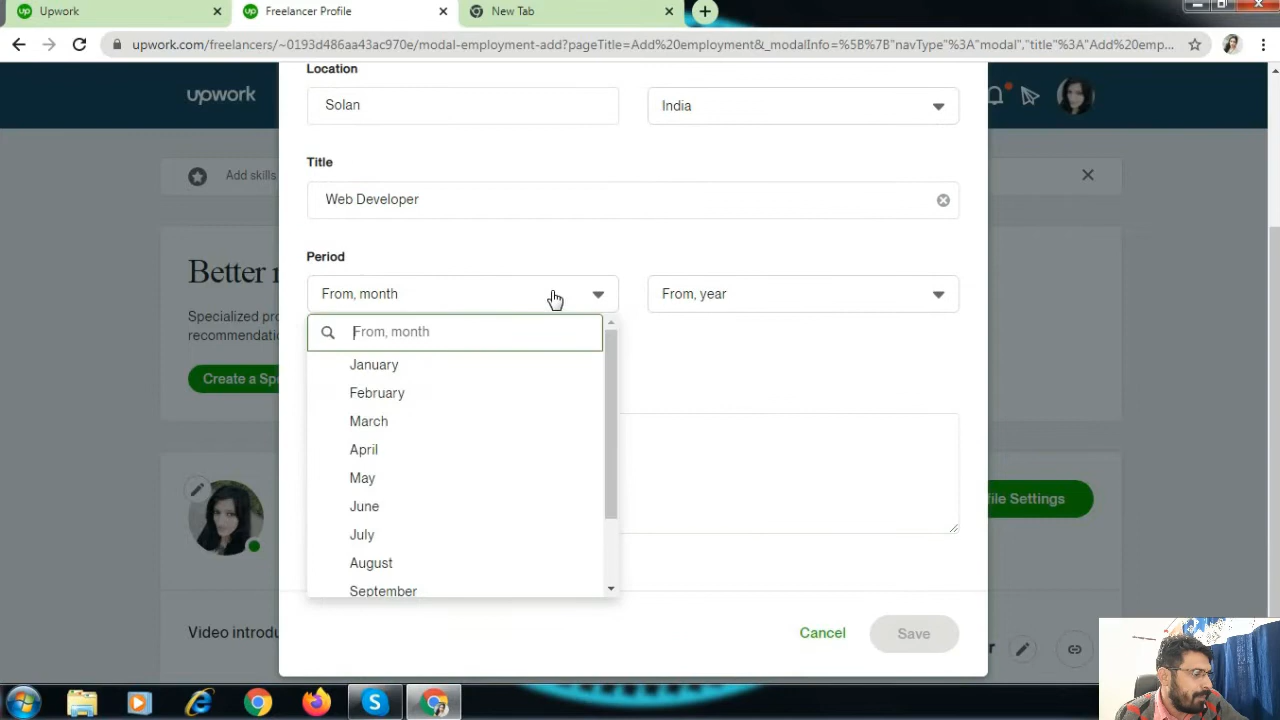 Upwork
Freelancer Profile
New Tab
upwork.com/freelancers/~0193d486aa43ac970e/modal-employment-add?pageTitle=Add%20employment&_modalInfo=%5B%7B"navType"%3A"modal","title"%3A"Add%20emp...
Location
upwork
Solan
India
Title
Add skills
Web Developer
Period
Better
From, month
From, year
Specialized pro
recommendation
From, month
January
Create a Spe
February
March
April
May
file Settings
June
July
August
September
Video introdu
Cancel
Save
r